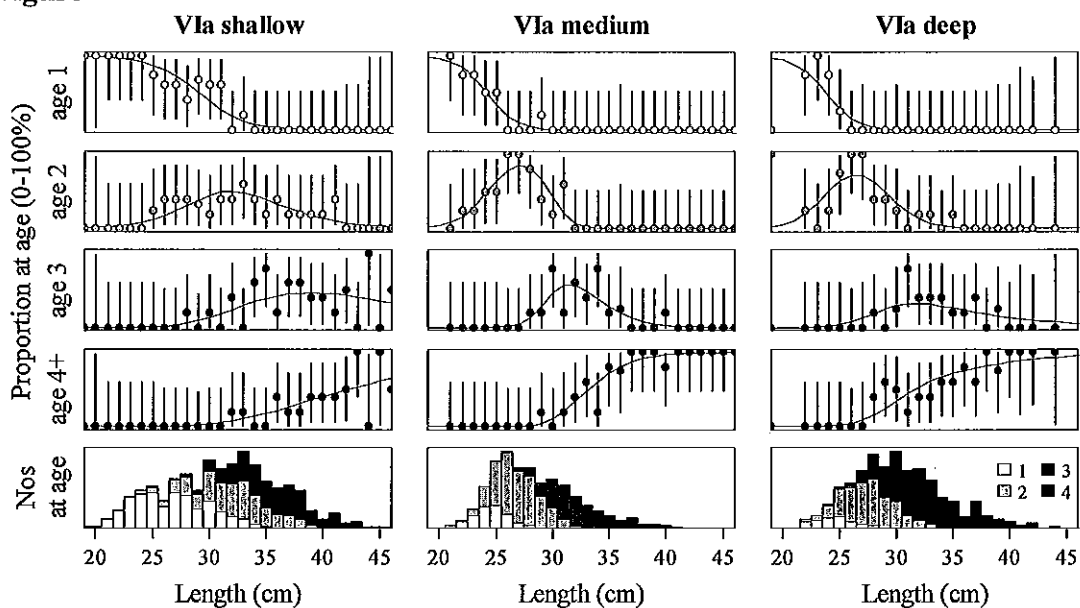 VIa shallow VIa medium VIa deep
Proportion at age (0-100%)
age 1
age 2
age 3
age 4+
Nos
at age
1 3
2 4
20 25 30 35 40 45 20 25 30 35 40 45 20 25 30 35 40 45
Length (cm) Length (cm) Length (cm)